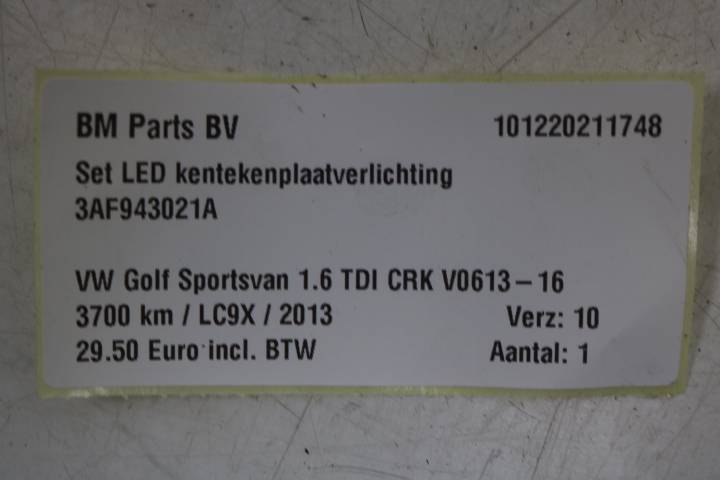 BM Parts BV 101220211748
Set LED kentekenplaatverlichting
3AF943021A
VW Golf Sportsvan 1.6 TDI CRK V0613-16
3700 km / LC9X / 2013 Verz: 10
29.50 Euro incl. BTW Aantal: 1